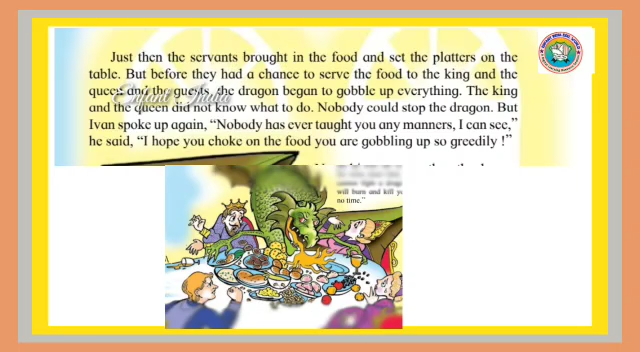 Just then the servants brought in the food and set the platters on the
table. But before they had a chance to serve the food to the king and the
queen and the guests, the dragon began to gobble up everything. The king
and the queen did not know what to do. Nobody could stop the dragon. But
Ivan spoke up again, “Nobody has ever taught you any manners, I can see,”
he said, “I hope you choke on the food you are gobbling up so greedily !”
Enfant India
will burn and kill y
no time.”